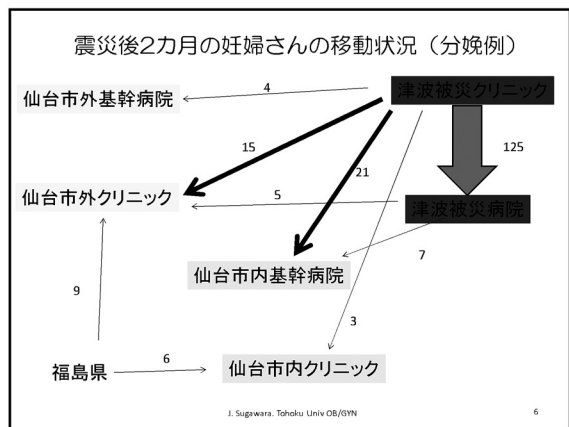 震災後2カ月の妊婦さんの移動状況（分娩例）
仙台市外基幹病院
4
津波被災クリニック
15
21
125
仙台市外クリニック
5
津波被災病院
仙台市内基幹病院
7
9
3
福島県
6
仙台市内クリニック
J. Sugawara. Tohoku Univ OB/GYN
6